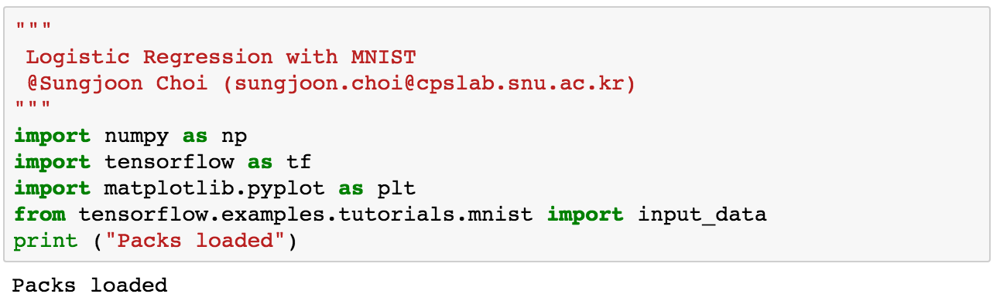 """
Logistic Regression with MNIST
@Sungjoon Choi (sungjoon.choi@cpslab.snu.ac.kr)
"""
import numpy as np
import tensorflow as tf
import matplotlib.pyplot as plt
from tensorflow.examples.tutorials.mnist import input_data
print ("Packs loaded")
Packs loaded